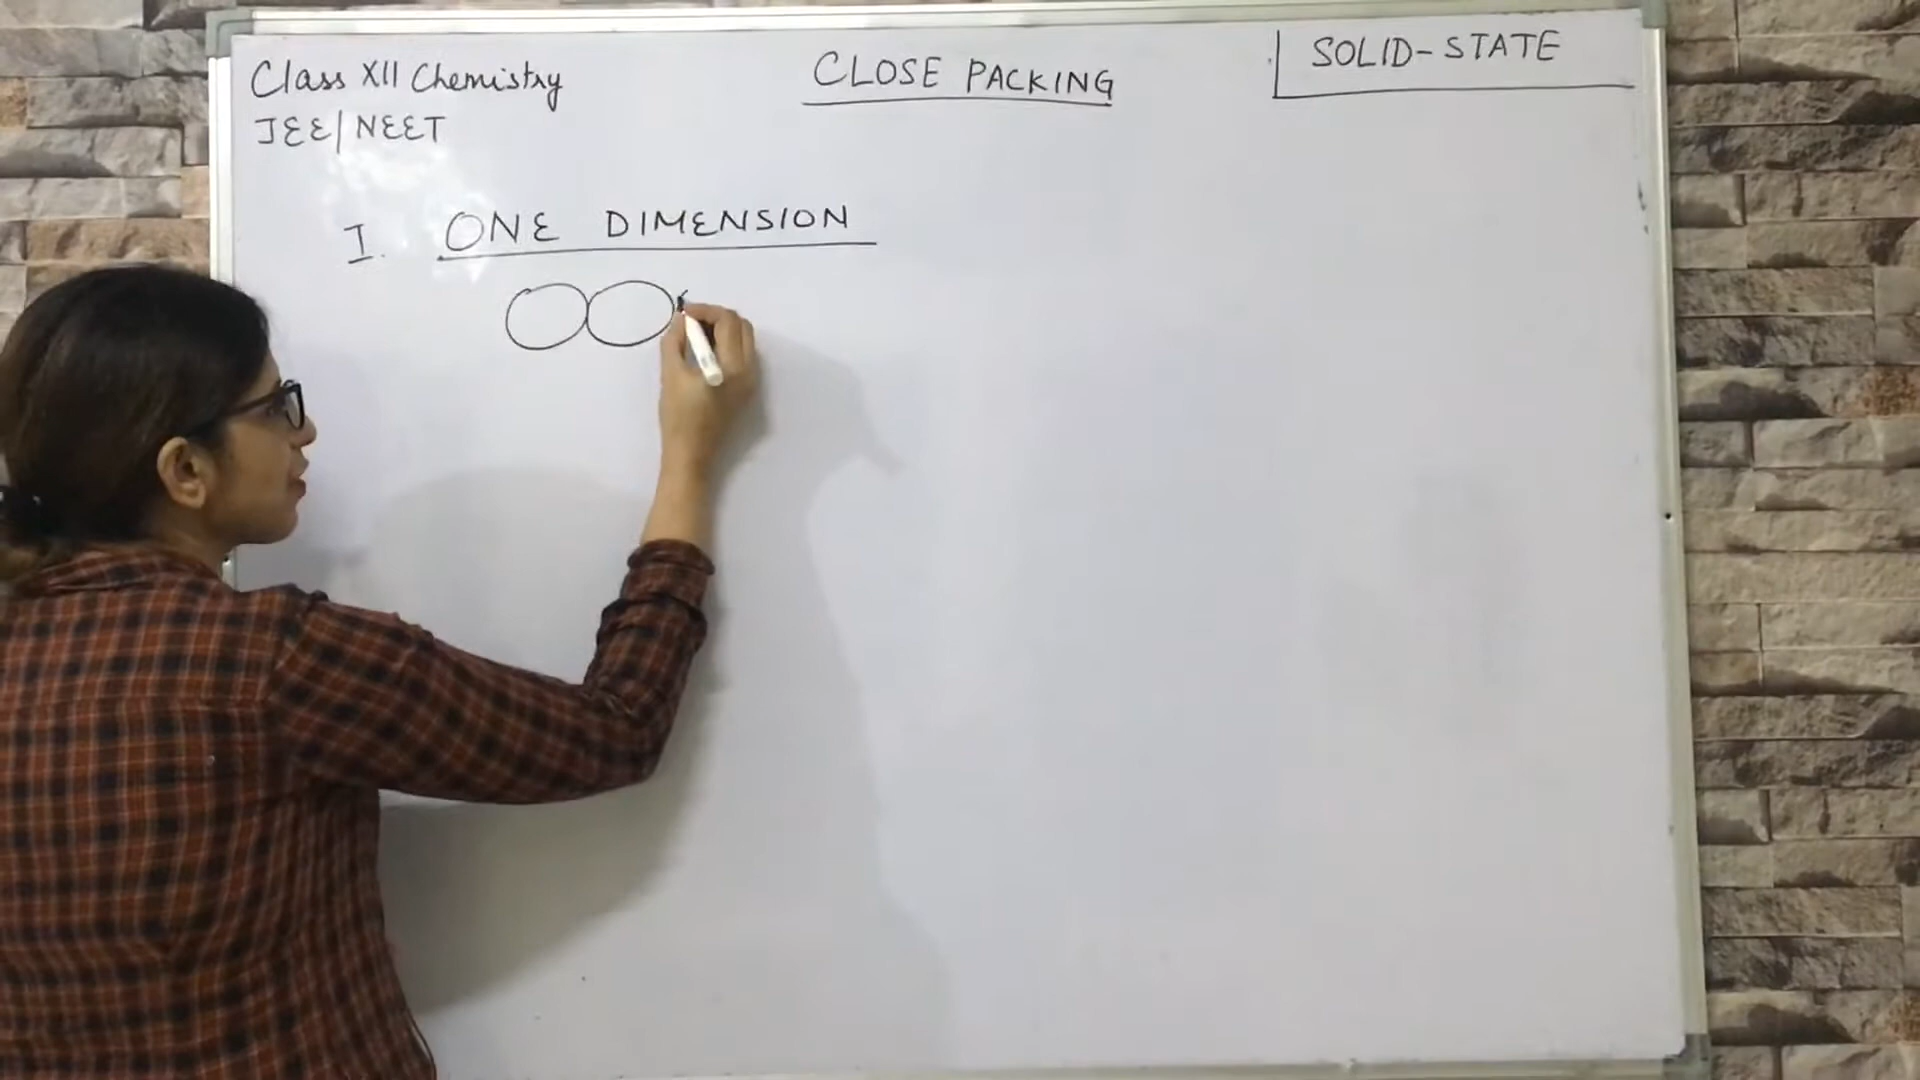 Class XII Chemistry
JEE/NEET
CLOSE PACKING
SOLID-STATE
I. ONE DIMENSION